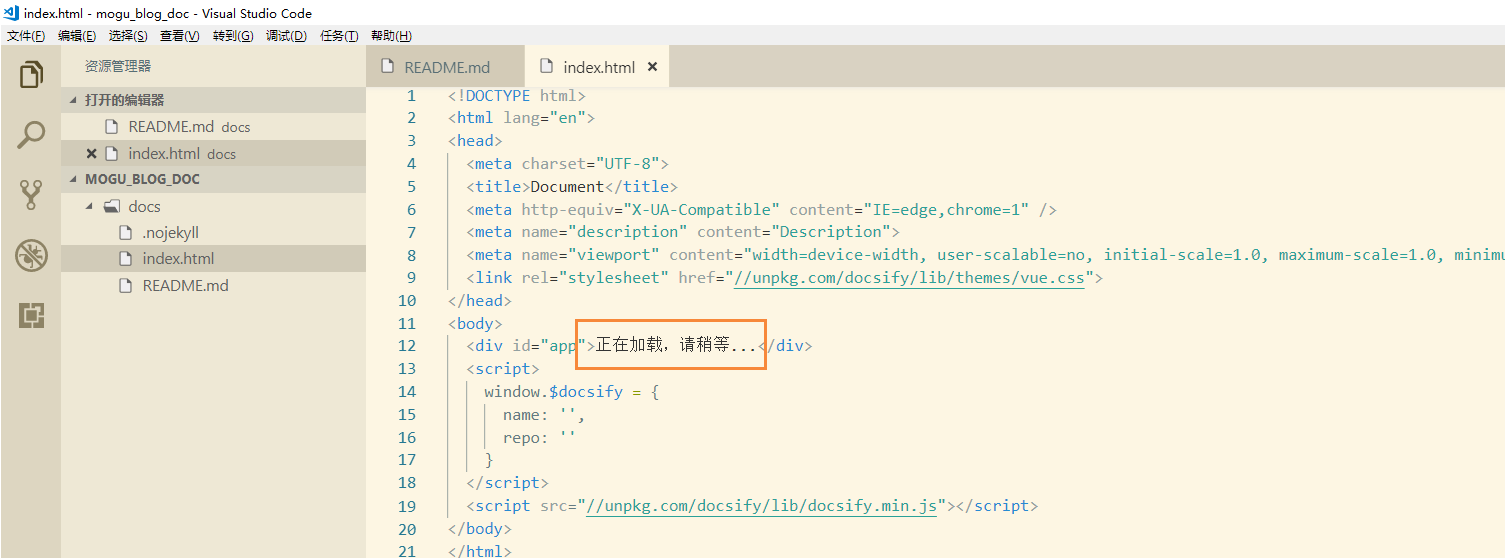 index.html - mogu_blog_doc - Visual Studio Code
文件(F) 编辑(E) 选择(S) 查看(V) 转到(G) 调试(D) 任务(T) 帮助(H)
资源管理器
打开的编辑器
README.md docs
index.html docs
MOGU_BLOG_DOC
docs
.nojekyll
index.html
README.md
README.md index.html
1 <!DOCTYPE html>
2 <html lang="en">
3 <head>
4 <meta charset="UTF-8">
5 <title>Document</title>
6 <meta http-equiv="X-UA-Compatible" content="IE=edge,chrome=1" />
7 <meta name="description" content="Description">
8 <meta name="viewport" content="width=device-width, user-scalable=no, initial-scale=1.0, maximum-scale=1.0, minimu
9 <link rel="stylesheet" href="//unpkg.com/docsify/lib/themes/vue.css">
10 </head>
11 <body>
12 <div id="app">正在加载，请稍等...</div>
13 <script>
14 window.$docsify = {
15 name: '',
16 repo: ''
17 }
18 </script>
19 <script src="//unpkg.com/docsify/lib/docsify.min.js"></script>
20 </body>
21 </html>